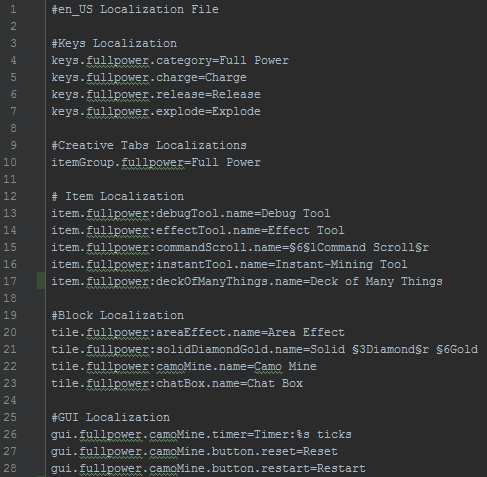 1 #en_US Localization File
2
3 #Keys Localization
4 keys.fullpower.category=Full Power
5 keys.fullpower.charge=Charge
6 keys.fullpower.release=Release
7 keys.fullpower.explode=Explode
8
9 #Creative Tabs Localizations
10 itemGroup.fullpower=Full Power
11
12 # Item Localization
13 item.fullpower:debugTool.name=Debug Tool
14 item.fullpower:effectTool.name=Effect Tool
15 item.fullpower:commandScroll.name=§6§lCommand Scroll§r
16 item.fullpower:instantTool.name=Instant-Mining Tool
17 item.fullpower:deckOfManyThings.name=Deck of Many Things
18
19 #Block Localization
20 tile.fullpower:areaEffect.name=Area Effect
21 tile.fullpower:solidDiamondGold.name=Solid §3Diamond§r §6Gold
22 tile.fullpower:camoMine.name=Camo Mine
23 tile.fullpower:chatBox.name=Chat Box
24
25 #GUI Localization
26 gui.fullpower.camoMine.timer=Timer:%s ticks
27 gui.fullpower.camoMine.button.reset=Reset
28 gui.fullpower.camoMine.button.restart=Restart